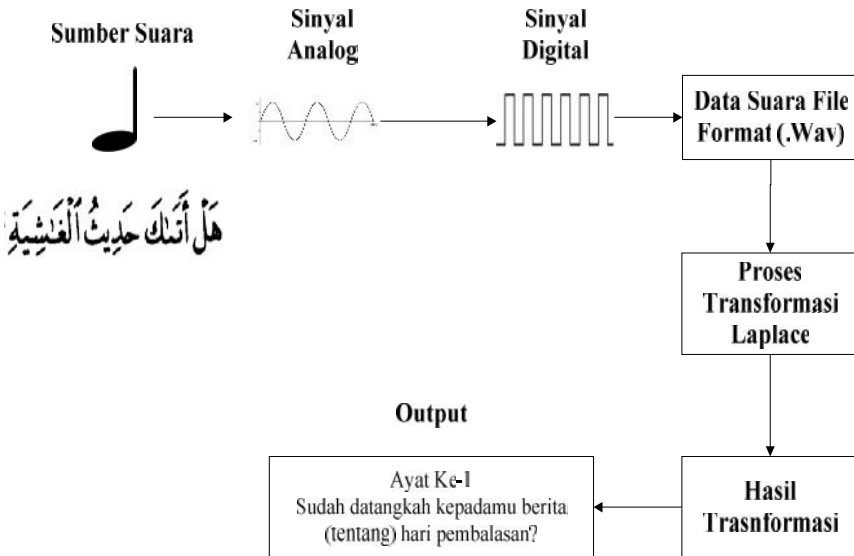 Sumber Suara
Sinyal
Analog
Sinyal
Digital
Data Suara File
Format (.Wav)
هَلْ أَتَىٰكَ حَدِيثُ ٱلْغَٰشِيَةِ
Proses
Transformasi
Laplace
Output
Ayat Ke-1
Sudah datangkah kepadamu berita
(tentang) hari pembalasan?
Hasil
Trasnformasi